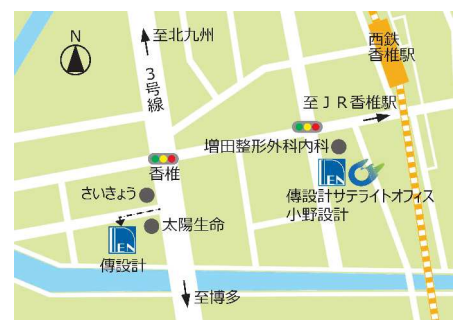 N
至北九州
3号線
西鉄
香椎駅
至JR香椎駅
増田整形外科内科
香椎
DEN
傳設計サテライトオフィス
小野設計
さいきょう
太陽生命
DEN
傳設計
至博多